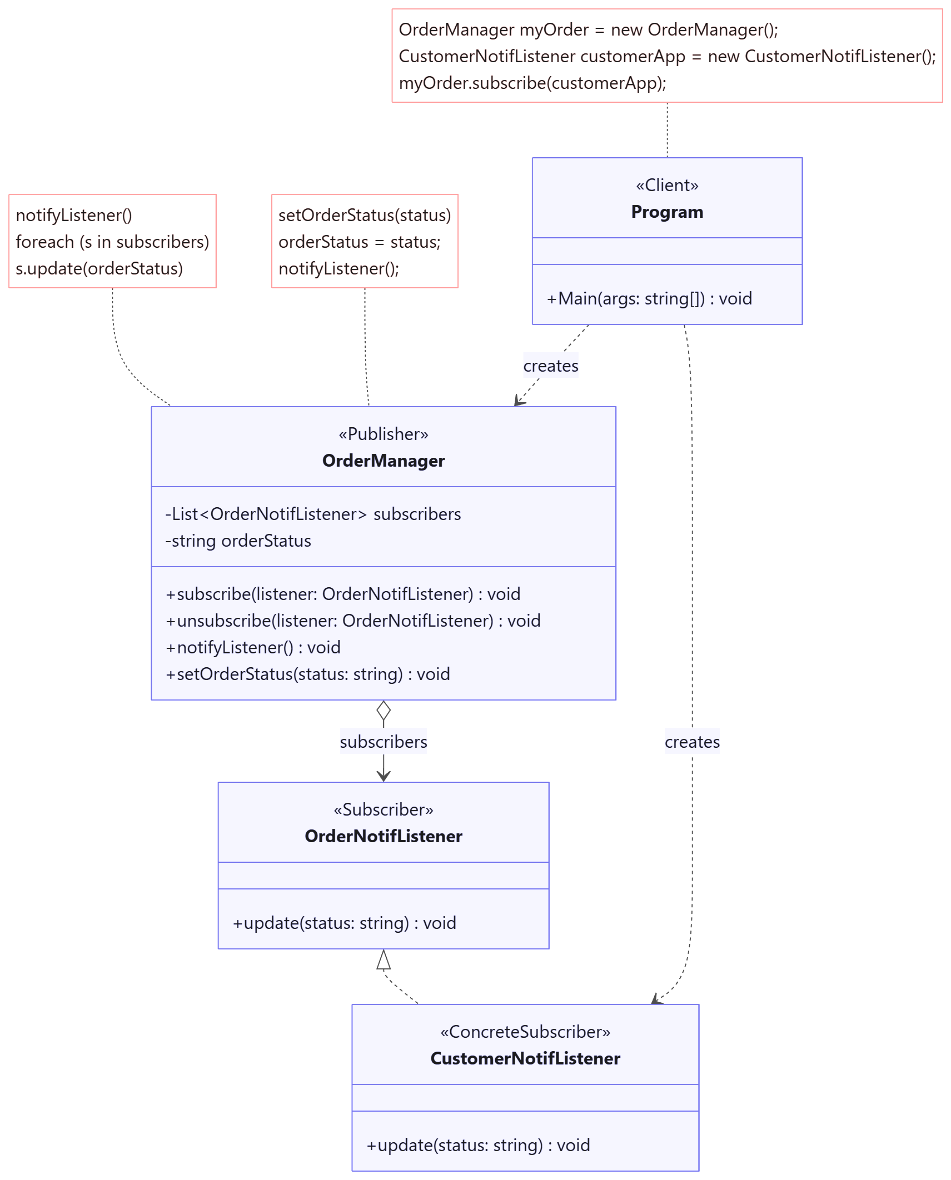 OrderManager myOrder = new OrderManager();
CustomerNotifListener customerApp = new CustomerNotifListener();
myOrder.subscribe(customerApp);
«Client»
Program
+Main(args: string[]) : void
notifyListener()
foreach (s in subscribers)
s.update(orderStatus)
setOrderStatus(status)
orderStatus = status;
notifyListener();
creates
«Publisher»
OrderManager
-List<OrderNotifListener> subscribers
-string orderStatus
+subscribe(listener: OrderNotifListener) : void
+unsubscribe(listener: OrderNotifListener) : void
+notifyListener() : void
+setOrderStatus(status: string) : void
subscribers
creates
«Subscriber»
OrderNotifListener
+update(status: string) : void
«ConcreteSubscriber»
CustomerNotifListener
+update(status: string) : void